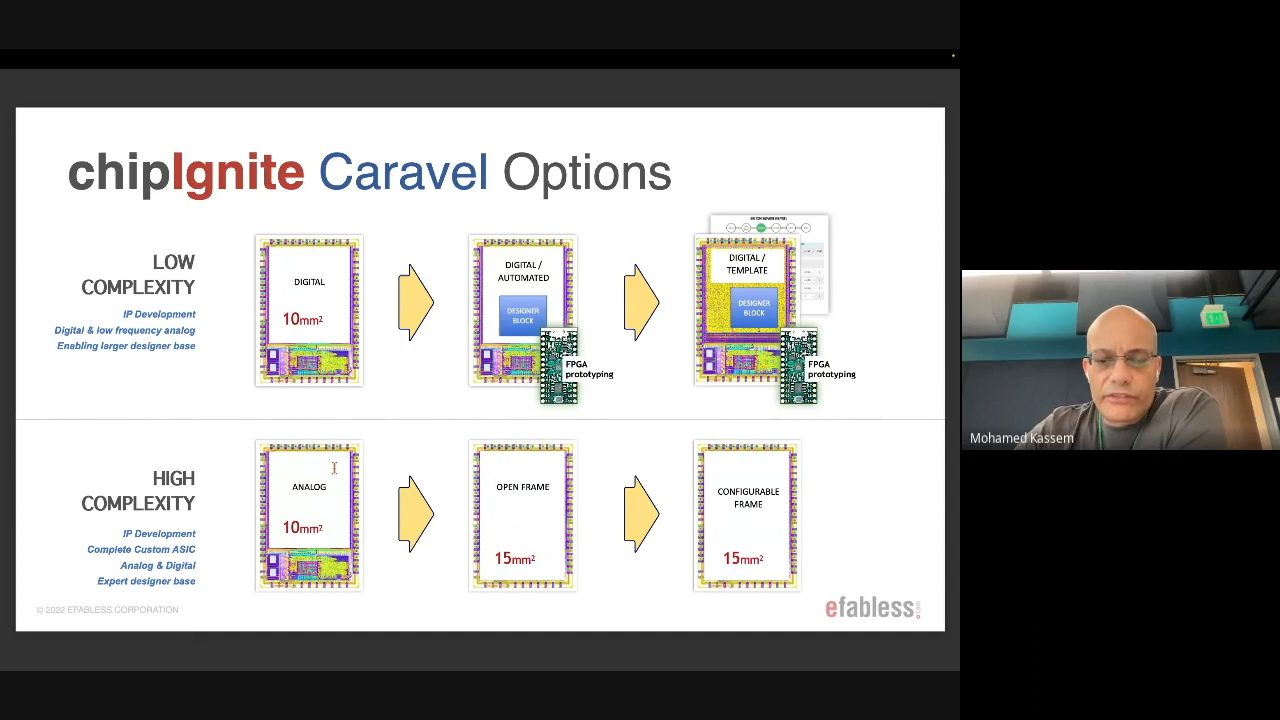 chipIgnite Caravel Options
LOW
COMPLEXITY
IP Development
Digital & low frequency analog
Enabling larger designer base
DIGITAL
10mm²
DIGITAL /
AUTOMATED
DESIGNER
BLOCK
FPGA
prototyping
DIGITAL /
TEMPLATE
DESIGNER
BLOCK
FPGA
prototyping
HIGH
COMPLEXITY
IP Development
Complete Custom ASIC
Analog & Digital
Expert designer base
ANALOG
10mm²
OPEN FRAME
15mm²
CONFIGURABLE
FRAME
15mm²
© 2022 EFABLESS CORPORATION
efabless
Mohamed Kassem